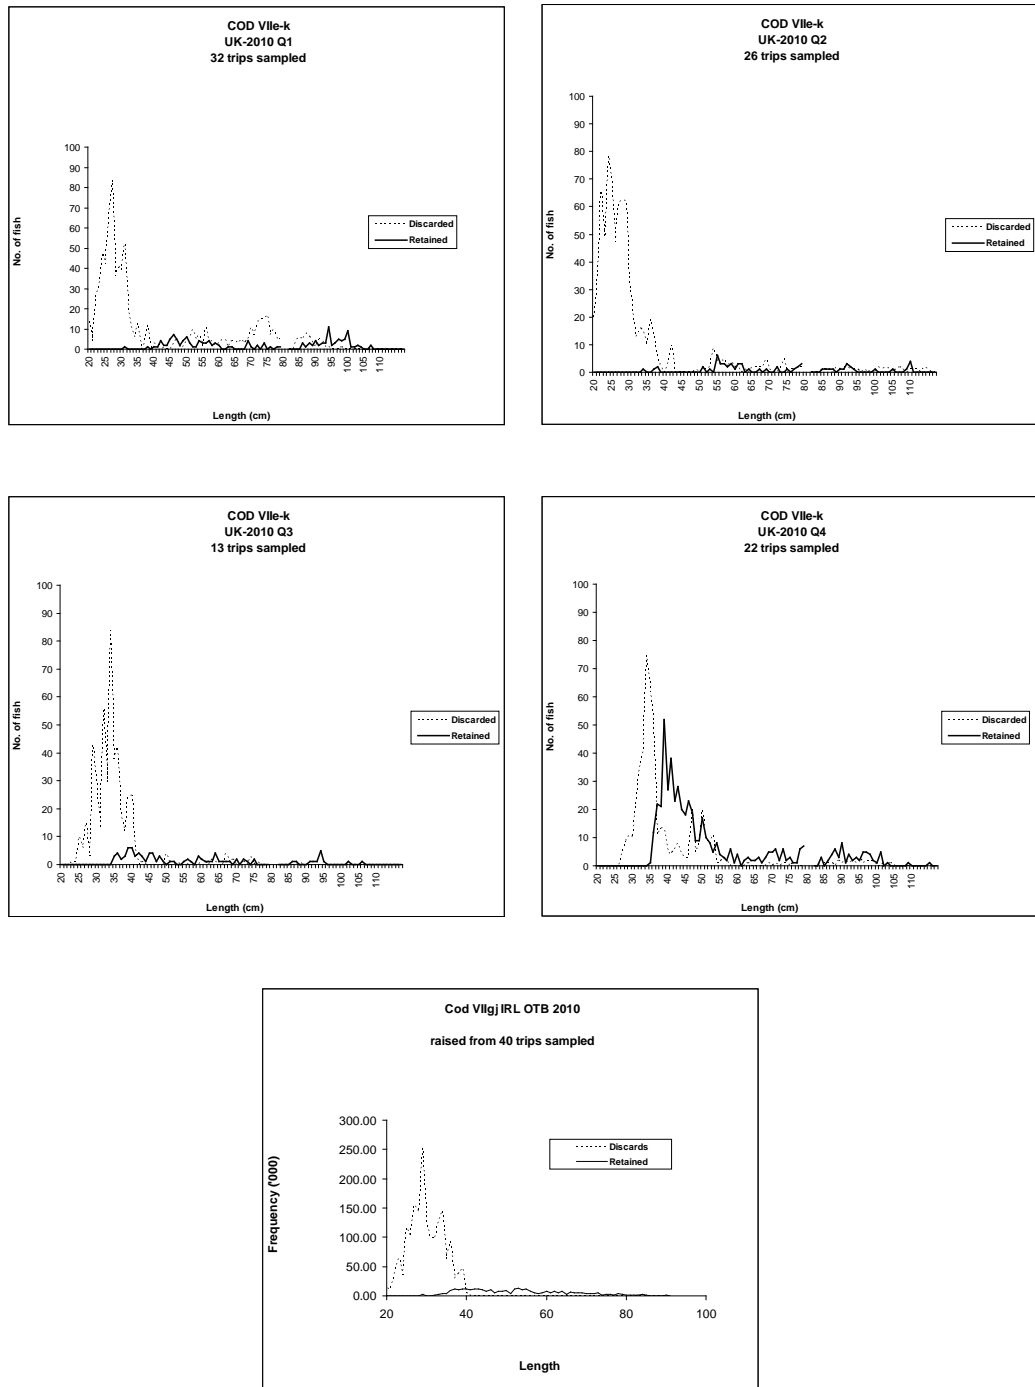 COD VIIe-k
UK-2010 Q1
32 trips sampled
100
90
80
70
60
50
40
30
20
10
0
No. of fish
20 25 30 35 40 45 50 55 60 65 70 75 80 85 90 95 100 105 110
Length (cm)
Discarded
Retained
COD VIIe-k
UK-2010 Q2
26 trips sampled
100
90
80
70
60
50
40
30
20
10
0
No. of fish
20 25 30 35 40 45 50 55 60 65 70 75 80 85 90 95 100 105 110
Length (cm)
Discarded
Retained
COD VIIe-k
UK-2010 Q3
13 trips sampled
100
90
80
70
60
50
40
30
20
10
0
No. of fish
20 25 30 35 40 45 50 55 60 65 70 75 80 85 90 95 100 105 110
Length (cm)
Discarded
Retained
COD VIIe-k
UK-2010 Q4
22 trips sampled
100
90
80
70
60
50
40
30
20
10
0
No. of fish
20 25 30 35 40 45 50 55 60 65 70 75 80 85 90 95 100 105 110
Length (cm)
Discarded
Retained
Cod VIIgj IRL OTB 2010
raised from 40 trips sampled
300.00
250.00
200.00
150.00
100.00
50.00
0.00
Frequency ('000)
20 40 60 80 100
Length
Discards
Retained